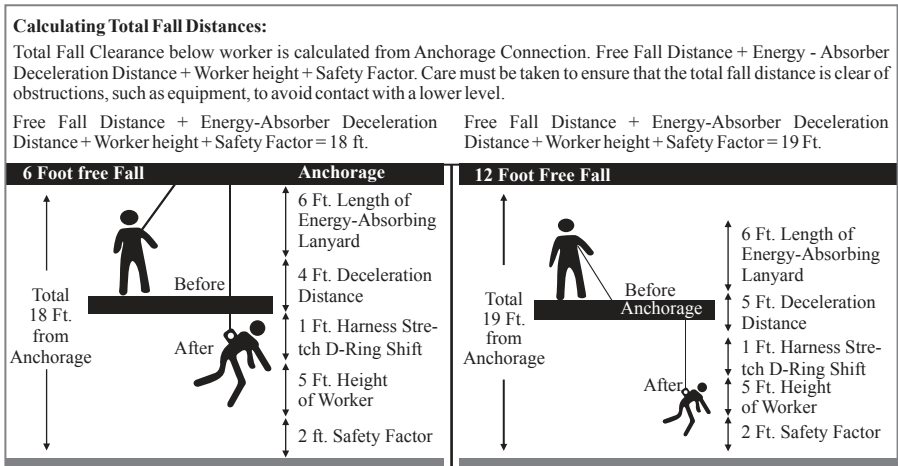 Calculating Total Fall Distances:
Total Fall Clearance below worker is calculated from Anchorage Connection. Free Fall Distance + Energy - Absorber
Deceleration Distance + Worker height + Safety Factor. Care must be taken to ensure that the total fall distance is clear of
obstructions, such as equipment, to avoid contact with a lower level.
Free Fall Distance + Energy-Absorber Deceleration
Distance + Worker height + Safety Factor = 18 ft.
Free Fall Distance + Energy-Absorber Deceleration
Distance + Worker height + Safety Factor = 19 Ft.
6 Foot free Fall
Anchorage
Total
18 Ft.
from
Anchorage
Before
After
6 Ft. Length of
Energy-Absorbing
Lanyard
4 Ft. Deceleration
Distance
1 Ft. Harness Stre-
tch D-Ring Shift
5 Ft. Height
of Worker
2 ft. Safety Factor
12 Foot Free Fall
Total
19 Ft.
from
Anchorage
Before
Anchorage
After
6 Ft. Length of
Energy-Absorbing
Lanyard
5 Ft. Deceleration
Distance
1 Ft. Harness Stre-
tch D-Ring Shift
5 Ft. Height
of Worker
2 Ft. Safety Factor